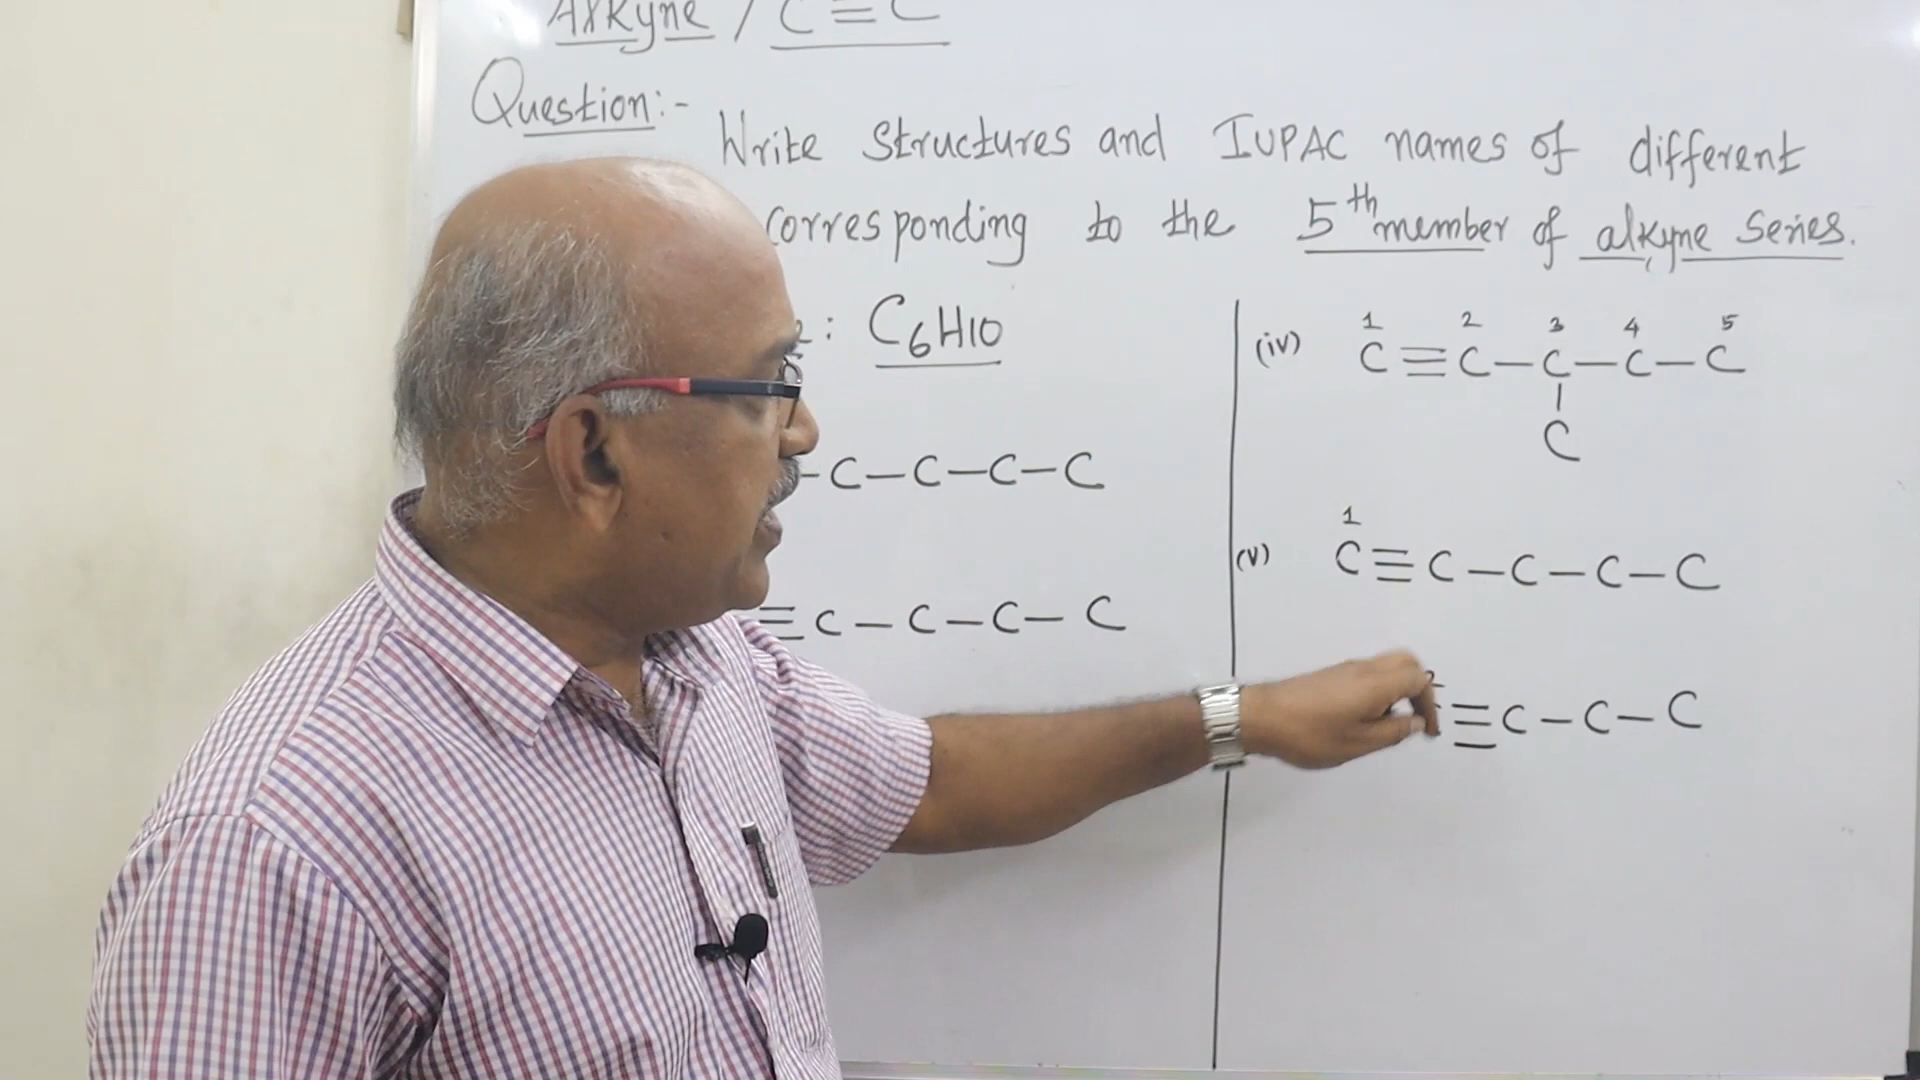 Alkyne / C ≡ C
Question:-
Write structures and IUPAC names of different
corresponding to the 5th member of alkyne series.
: C6H10
- C - C - C - C
≡ C - C - C - C
(iv) 1 2 3 4 5
C ≡ C - C - C - C
C
1
(v) C ≡ C - C - C - C
≡ C - C - C